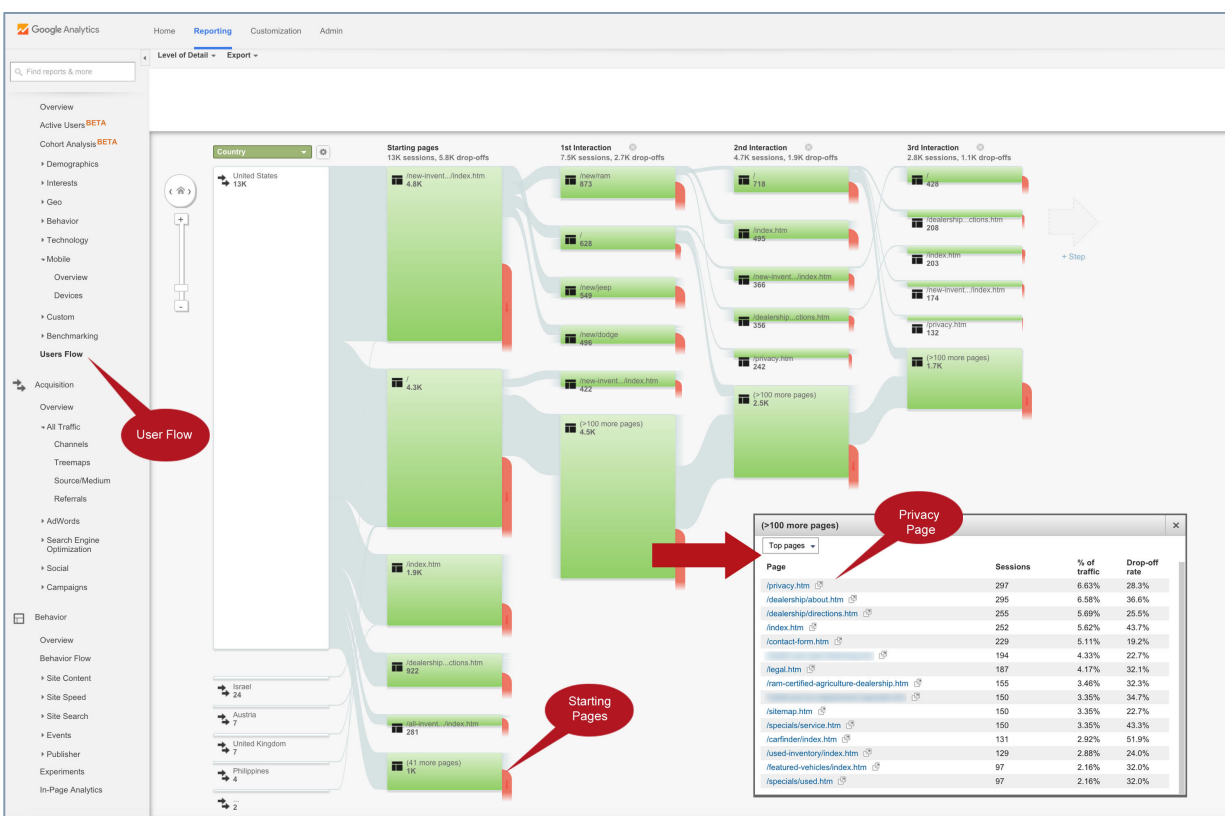 Google Analytics
Home Reporting Customization Admin
Level of Detail Export
Find reports & more
Overview
Active Users BETA
Cohort Analysis BETA
Demographics
Interests
Geo
Behavior
Technology
Mobile
Overview
Devices
Custom
Benchmarking
Users Flow
Acquisition
Overview
All Traffic
Channels
Treemaps
Source/Medium
Referrals
AdWords
Search Engine
Optimization
Social
Campaigns
Behavior
Overview
Behavior Flow
Site Content
Site Speed
Site Search
Events
Publisher
Experiments
In-Page Analytics
User Flow
Country
United States
13K
Israel
24
Austria
7
United Kingdom
7
Philippines
4
...
2
Starting pages
13K sessions, 5.8K drop-offs
/new-invent.../index.htm
4.8K
/
4.3K
/index.htm
1.9K
/dealership...ctions.htm
922
/all-invent.../index.htm
281
(41 more pages)
1K
Starting
Pages
1st Interaction
7.5K sessions, 2.7K drop-offs
/new/ram
873
/
628
/new/jeep
549
/new/dodge
496
/new-invent.../index.htm
422
(>100 more pages)
4.5K
2nd Interaction
4.7K sessions, 1.9K drop-offs
/
718
/index.htm
495
/new-invent.../index.htm
366
/dealership...ctions.htm
356
/privacy.htm
242
(>100 more pages)
2.5K
3rd Interaction
2.8K sessions, 1.1K drop-offs
/
428
/dealership...ctions.htm
208
/index.htm
203
/new-invent.../index.htm
174
/privacy.htm
132
(>100 more pages)
1.7K
+ Step
Privacy
Page
(>100 more pages)
Top pages
Page Sessions % of traffic Drop-off rate
/privacy.htm 297 6.63% 28.3%
/dealership/about.htm 295 6.58% 36.6%
/dealership/directions.htm 255 5.69% 25.5%
/index.htm 252 5.62% 43.7%
/contact-form.htm 229 5.11% 19.2%
194 4.33% 22.7%
/legal.htm 187 4.17% 32.1%
/ram-certified-agriculture-dealership.htm 155 3.46% 32.3%
150 3.35% 34.7%
/sitemap.htm 150 3.35% 22.7%
/specials/service.htm 150 3.35% 43.3%
/carfinder/index.htm 131 2.92% 51.9%
/used-inventory/index.htm 129 2.88% 24.0%
/featured-vehicles/index.htm 97 2.16% 32.0%
/specials/used.htm 97 2.16% 32.0%